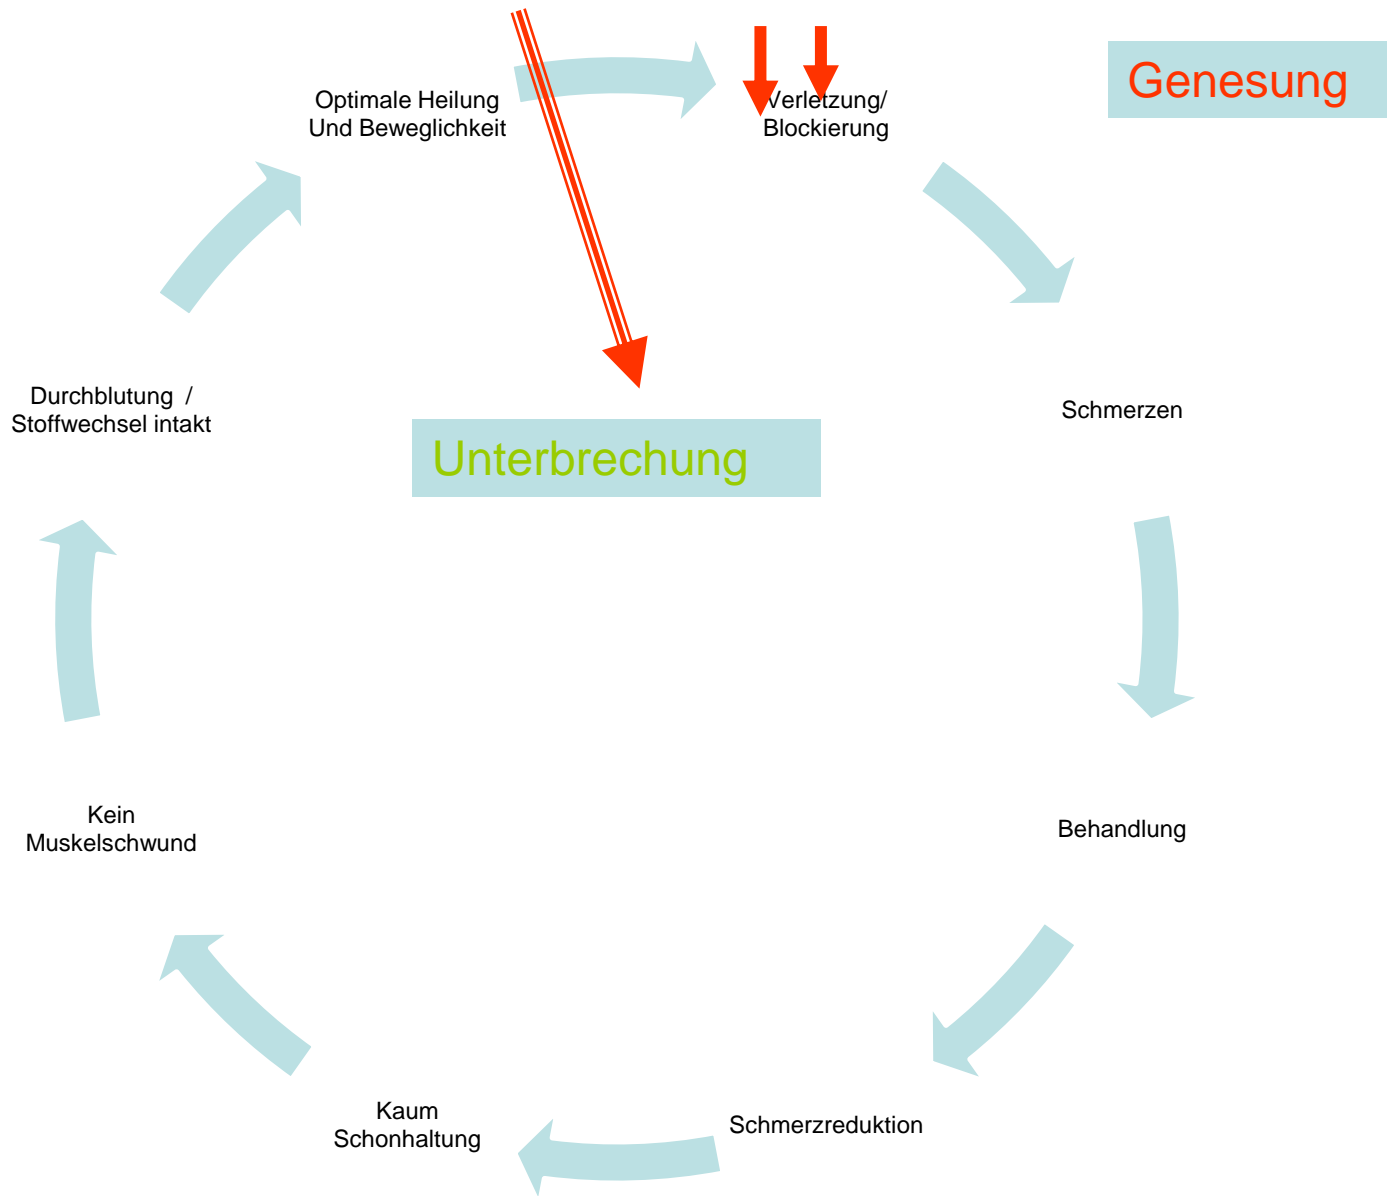 Genesung
Optimale Heilung
Und Beweglichkeit
Verletzung/
Blockierung
Durchblutung /
Stoffwechsel intakt
Schmerzen
Unterbrechung
Kein
Muskelschwund
Behandlung
Kaum
Schonhaltung
Schmerzreduktion